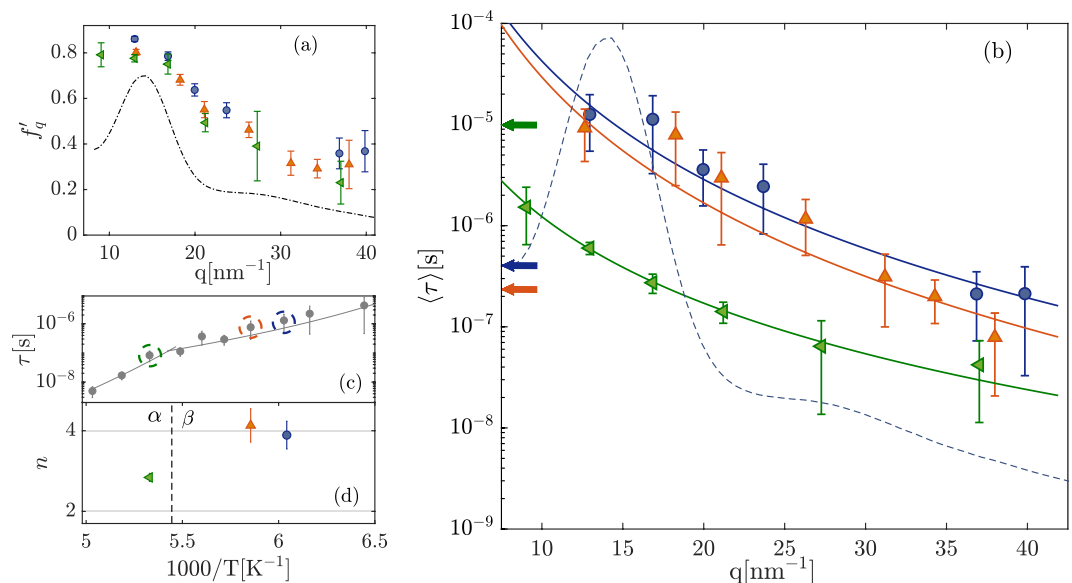 (a)
0.8
0.6
0.4
0.2
0
f'_q
10 20 30 40
q[nm⁻¹]
10⁻⁶
10⁻⁸
τ[s]
(c)
α β
4
2
n
(d)
5 5.5 6 6.5
1000/T[K⁻¹]
(b)
10⁻⁴
10⁻⁵
10⁻⁶
10⁻⁷
10⁻⁸
10⁻⁹
⟨τ⟩[s]
10 15 20 25 30 35 40
q[nm⁻¹]